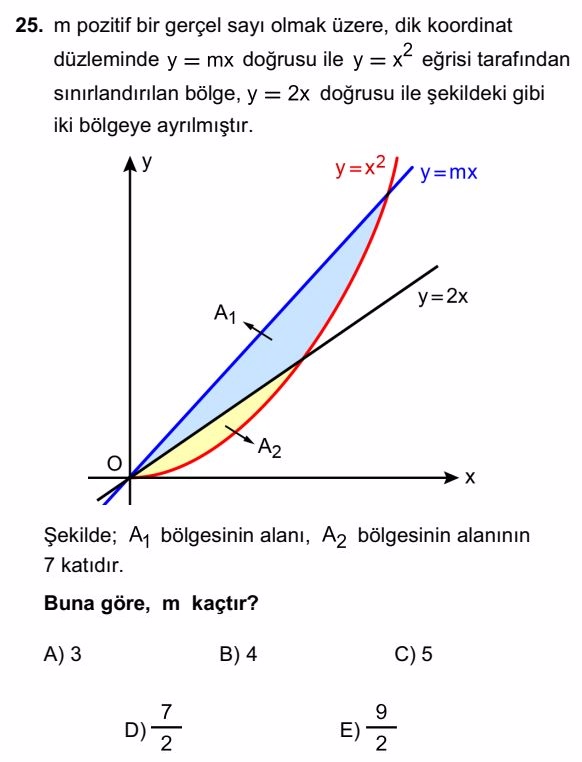 25. m pozitif bir gerçel sayı olmak üzere, dik koordinat
düzleminde y = mx doğrusu ile y = x² eğrisi tarafından
sınırlandırılan bölge, y = 2x doğrusu ile şekildeki gibi
iki bölgeye ayrılmıştır.
y
y=x²
y=mx
y=2x
A₁
A₂
O
x
Şekilde; A₁ bölgesinin alanı, A₂ bölgesinin alanının
7 katıdır.
Buna göre, m kaçtır?
A) 3 B) 4 C) 5
D) 7/2 E) 9/2